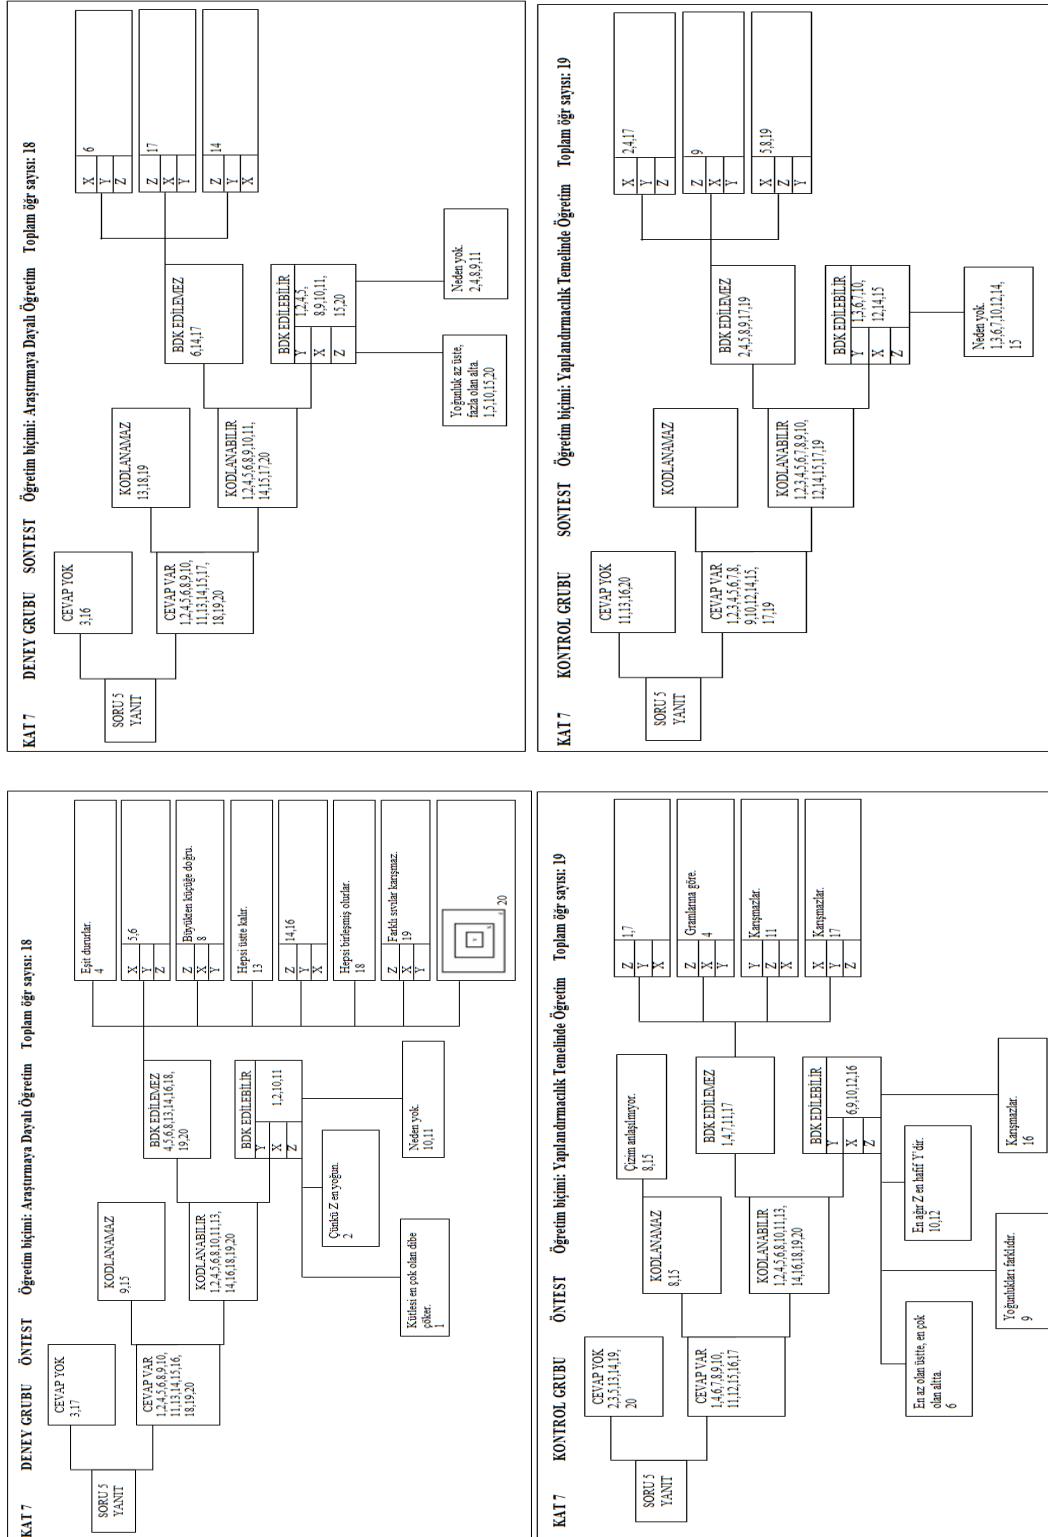 KAT 7 DENEY GRUBU ÖNTEST Öğretim biçimi: Araştırmaya Dayalı Öğretim Toplam öğr sayısı: 18
SORU 5
YANIT
CEVAP YOK
3,17
CEVAP VAR
1,2,4,5,6,8,9,10,
11,13,14,15,16,
18,19,20
KODLANAMAZ
9,15
KODLANABILIR
1,2,4,5,6,8,10,11,13,
14,16,18,19,20
BDK EDİLEMEZ
4,5,6,8,13,14,16,18,
19,20
BDK EDİLEBİLİR
Y
X
Z
1,2,10,11
Kütlesi en çok olan dibe
çöker.
1
Çünkü Z en yoğun.
2
Neden yok.
10,11
Eşit dururlar.
4
X
Y
Z
5,6
Z
X
Y
Büyükten küçüğe doğru.
8
Hepsi üstte kalır.
13
Z
Y
X
14,16
Hepsi birleşmiş olurlar.
18
Z
X
Y
Farklı sıvılar karışmaz.
19
20
KAT 7 DENEY GRUBU SONTEST Öğretim biçimi: Araştırmaya Dayalı Öğretim Toplam öğr sayısı: 18
SORU 5
YANIT
CEVAP YOK
3,16
CEVAP VAR
1,2,4,5,6,8,9,10,
11,13,14,15,17,
18,19,20
KODLANAMAZ
13,18,19
KODLANABILIR
1,2,4,5,6,8,9,10,11,
14,15,17,20
BDK EDİLEMEZ
6,14,17
BDK EDİLEBİLİR
Y
X
Z
1,2,4,5,
8,9,10,11,
15,20
Yoğunluk az üste,
fazla olan alta.
1,5,10,15,20
Neden yok.
2,4,8,9,11
X
Y
Z
6
Z
X
Y
17
Z
Y
X
14
KAT 7 KONTROL GRUBU ÖNTEST Öğretim biçimi: Yapılandırmacılık Temelinde Öğretim Toplam öğr sayısı: 19
SORU 5
YANIT
CEVAP YOK
2,3,5,13,14,19,
20
CEVAP VAR
1,4,6,7,8,9,10,
11,12,15,16,17
KODLANAMAZ
8,15
Çizim anlaşılmıyor.
8,15
KODLANABILIR
1,2,4,5,6,8,10,11,13,
14,16,18,19,20
BDK EDİLEMEZ
1,4,7,11,17
BDK EDİLEBİLİR
Y
X
Z
6,9,10,12,16
En az olan üstte, en çok
olan altta.
6
Yoğunlukları farklıdır.
9
En ağır Z en hafif Y'dir.
10,12
Karışmazlar.
16
Z
Y
X
1,7
Z
X
Y
Gramlarına göre.
4
Y
Z
X
Karışmazlar.
11
X
Y
Z
Karışmazlar.
17
KAT 7 KONTROL GRUBU SONTEST Öğretim biçimi: Yapılandırmacılık Temelinde Öğretim Toplam öğr sayısı: 19
SORU 5
YANIT
CEVAP YOK
11,13,16,20
CEVAP VAR
1,2,3,4,5,6,7,8,
9,10,12,14,15,
17,19
KODLANAMAZ
KODLANABILIR
1,2,3,4,5,6,7,8,9,10,
12,14,15,17,19
BDK EDİLEMEZ
2,4,5,8,9,17,19
BDK EDİLEBİLİR
Y
X
Z
1,3,6,7,10,
12,14,15
Neden yok.
1,3,6,7,10,12,14,
15
X
Y
Z
2,4,17
Z
X
Y
9
X
Z
Y
5,8,19